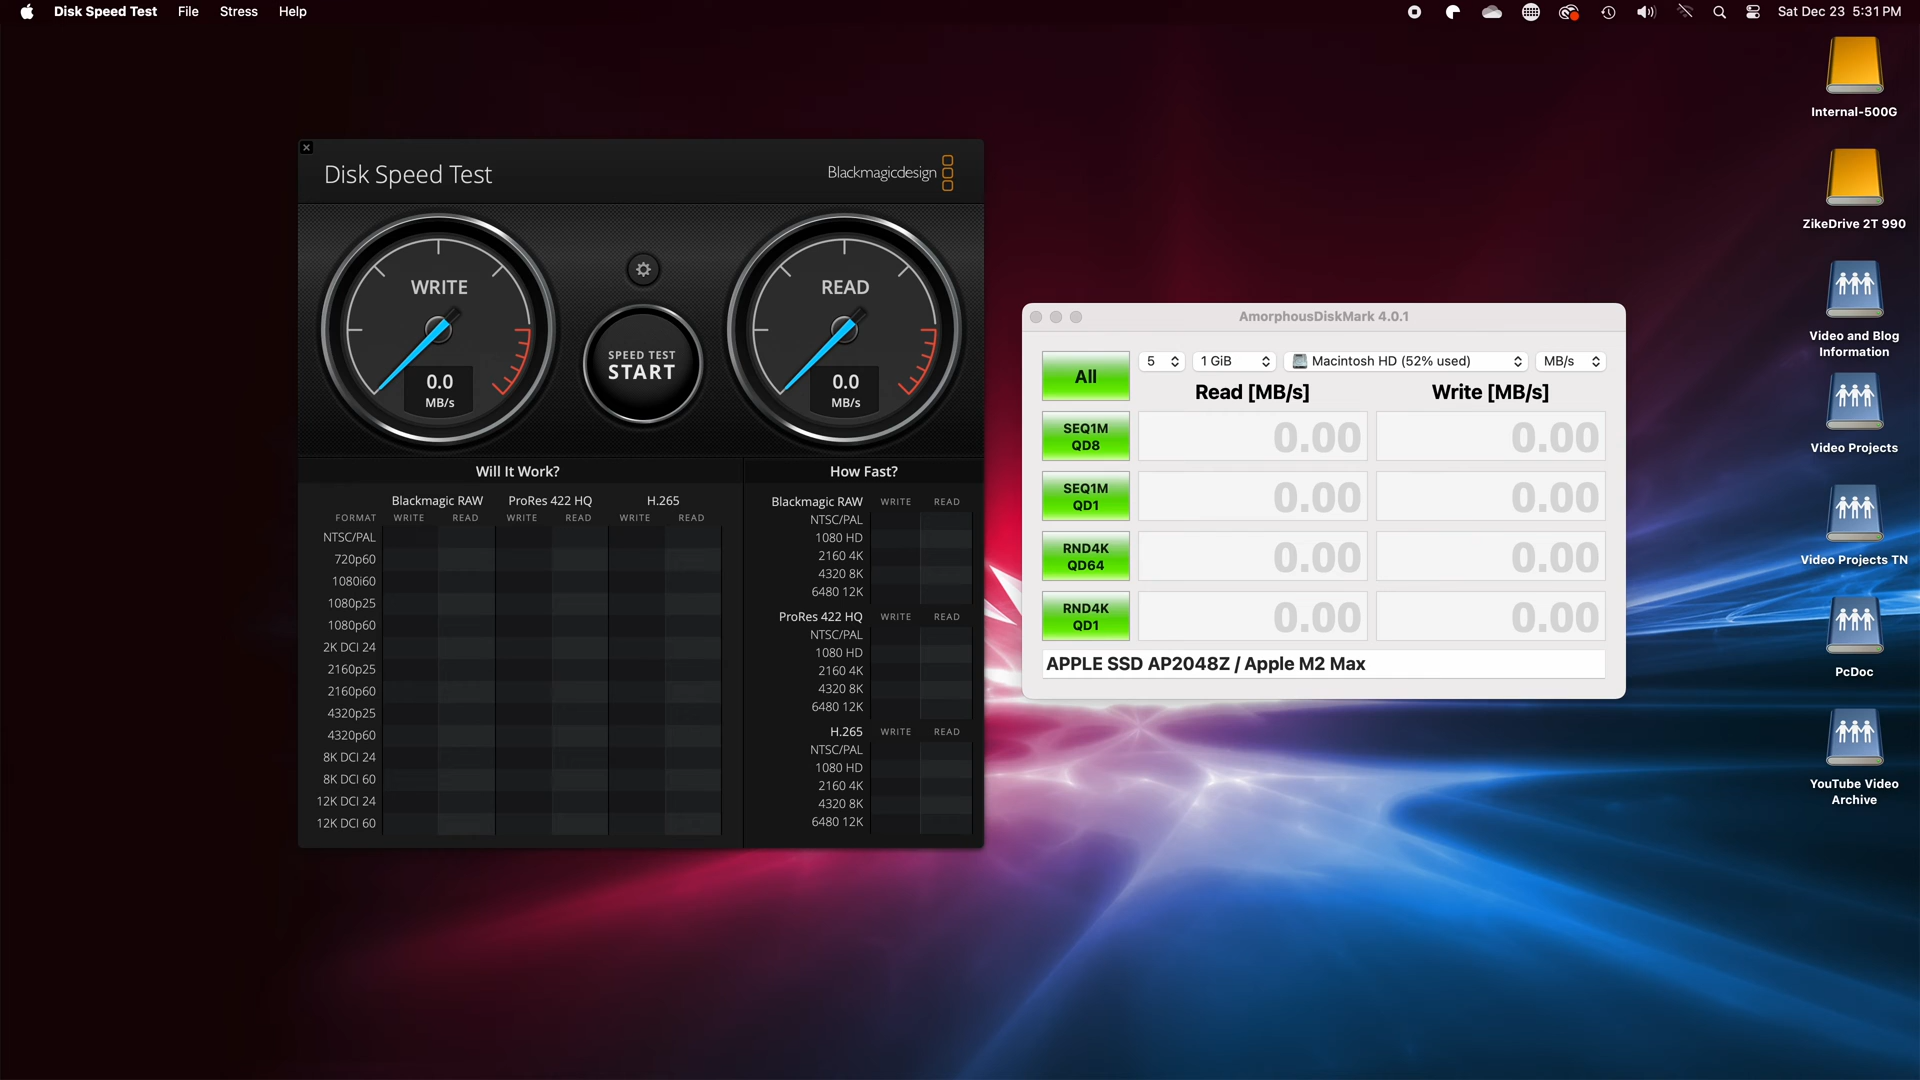 Disk Speed Test File Stress Help
Sat Dec 23 5:31 PM
Internal-500G
ZikeDrive 2T 990
Video and Blog
Information
Video Projects
Video Projects TN
PcDoc
YouTube Video
Archive
Disk Speed Test
Blackmagicdesign
WRITE
0.0
MB/s
SPEED TEST
START
READ
0.0
MB/s
Will It Work?
Blackmagic RAW ProRes 422 HQ H.265
FORMAT WRITE READ WRITE READ WRITE READ
NTSC/PAL
720p60
1080i60
1080p25
1080p60
2K DCI 24
2160p25
2160p60
4320p25
4320p60
8K DCI 24
8K DCI 60
12K DCI 24
12K DCI 60
How Fast?
Blackmagic RAW WRITE READ
NTSC/PAL
1080 HD
2160 4K
4320 8K
6480 12K
ProRes 422 HQ WRITE READ
NTSC/PAL
1080 HD
2160 4K
4320 8K
6480 12K
H.265 WRITE READ
NTSC/PAL
1080 HD
2160 4K
4320 8K
6480 12K
AmorphousDiskMark 4.0.1
All
5 1 GiB Macintosh HD (52% used) MB/s
Read [MB/s] Write [MB/s]
SEQ1M
QD8
0.00 0.00
SEQ1M
QD1
0.00 0.00
RND4K
QD64
0.00 0.00
RND4K
QD1
0.00 0.00
APPLE SSD AP2048Z / Apple M2 Max